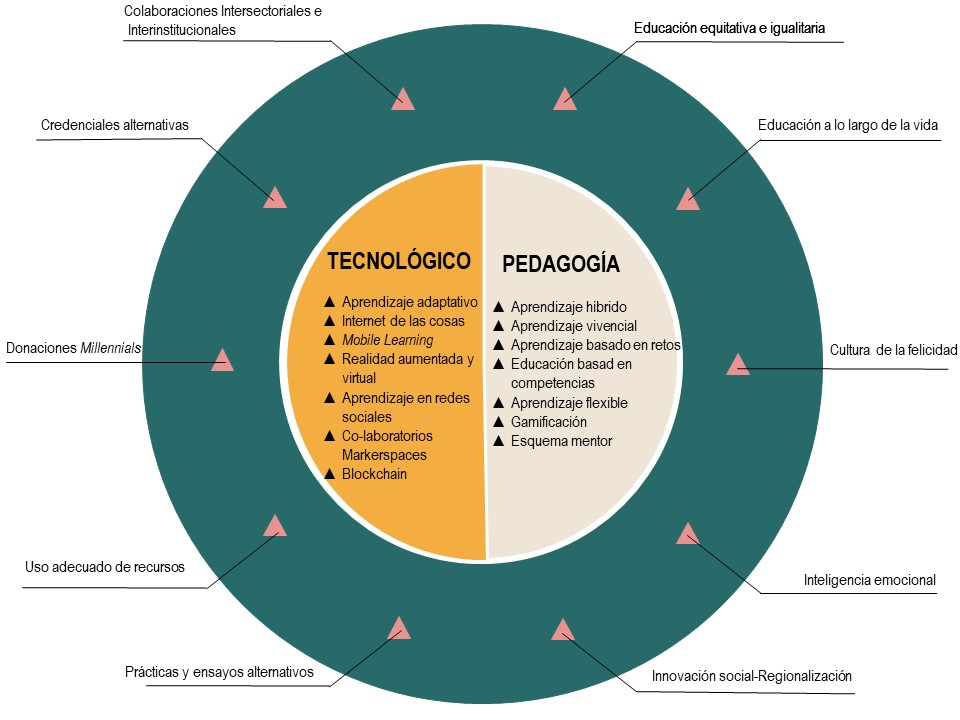 Colaboraciones Intersectoriales e
Interinstitucionales
Educación equitativa e igualitaria
Credenciales alternativas
Educación a lo largo de la vida
TECNOLÓGICO
Aprendizaje adaptativo
Internet de las cosas
Mobile Learning
Realidad aumentada y
virtual
Aprendizaje en redes
sociales
Co-laboratorios
Markerspaces
Blockchain
PEDAGOGÍA
Aprendizaje hibrido
Aprendizaje vivencial
Aprendizaje basado en retos
Educación basad en
competencias
Aprendizaje flexible
Gamificación
Esquema mentor
Donaciones Millennials
Cultura de la felicidad
Uso adecuado de recursos
Inteligencia emocional
Prácticas y ensayos alternativos
Innovación social-Regionalización